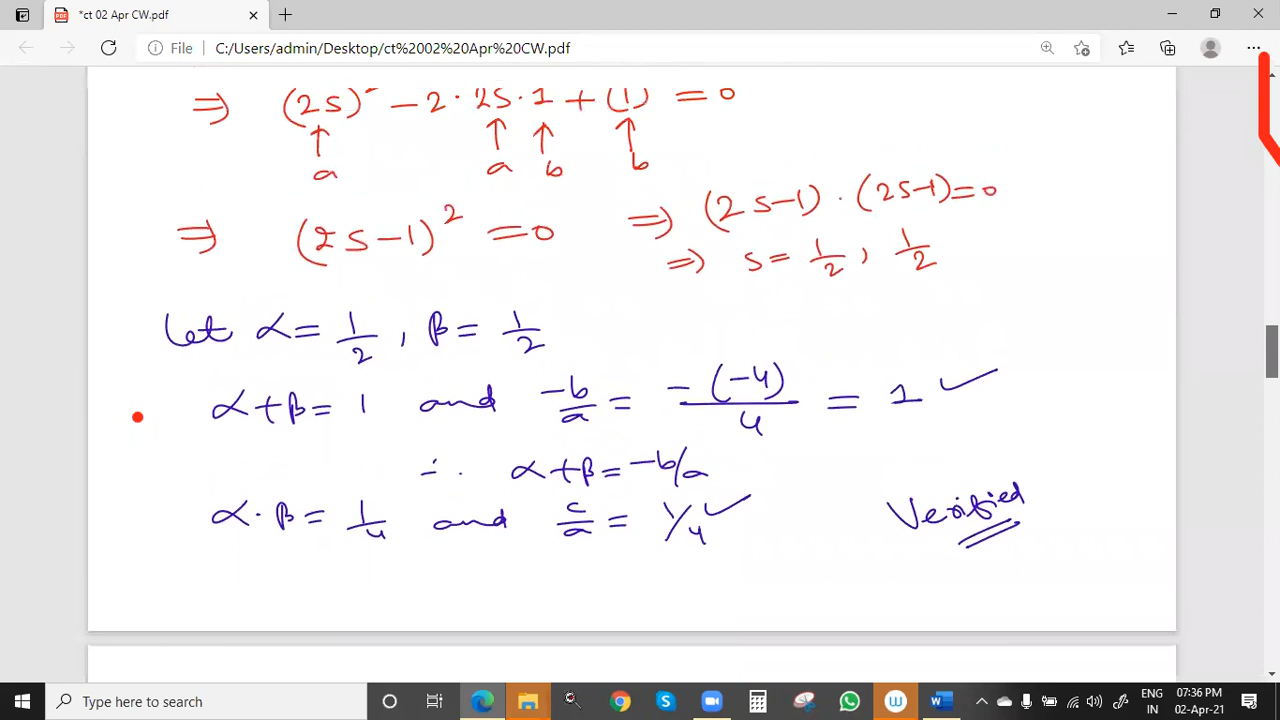 *ct 02 Apr CW.pdf
File C:/Users/admin/Desktop/ct%2002%20Apr%20CW.pdf
⇒ (2s)² − 2 · 2s · 1 + (1) = 0
a a b b
⇒ (2s−1)² = 0 ⇒ (2s−1) · (2s−1) = 0
⇒ s = 1/2, 1/2
Let α = 1/2, β = 1/2
α+β = 1 and -b/a = -(-4)/4 = 1 ✓
∴ α+β = -b/a
α · β = 1/4 and c/a = 1/4 ✓ Verified
Type here to search
ENG 07:36 PM
IN 02-Apr-21